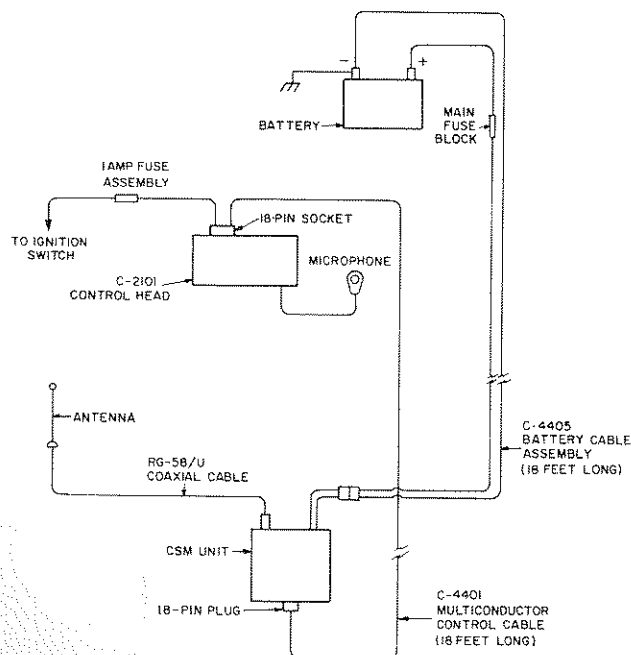 -
+
BATTERY
MAIN
FUSE
BLOCK
1AMP FUSE
ASSEMBLY
18-PIN SOCKET
TO IGNITION
SWITCH
C-2101
CONTROL HEAD
MICROPHONE
ANTENNA
RG-58/U
COAXIAL CABLE
C-4405
BATTERY CABLE
ASSEMBLY
(18 FEET LONG)
CSM UNIT
18-PIN PLUG
C-4401
MULTICONDUCTOR
CONTROL CABLE
(18 FEET LONG)